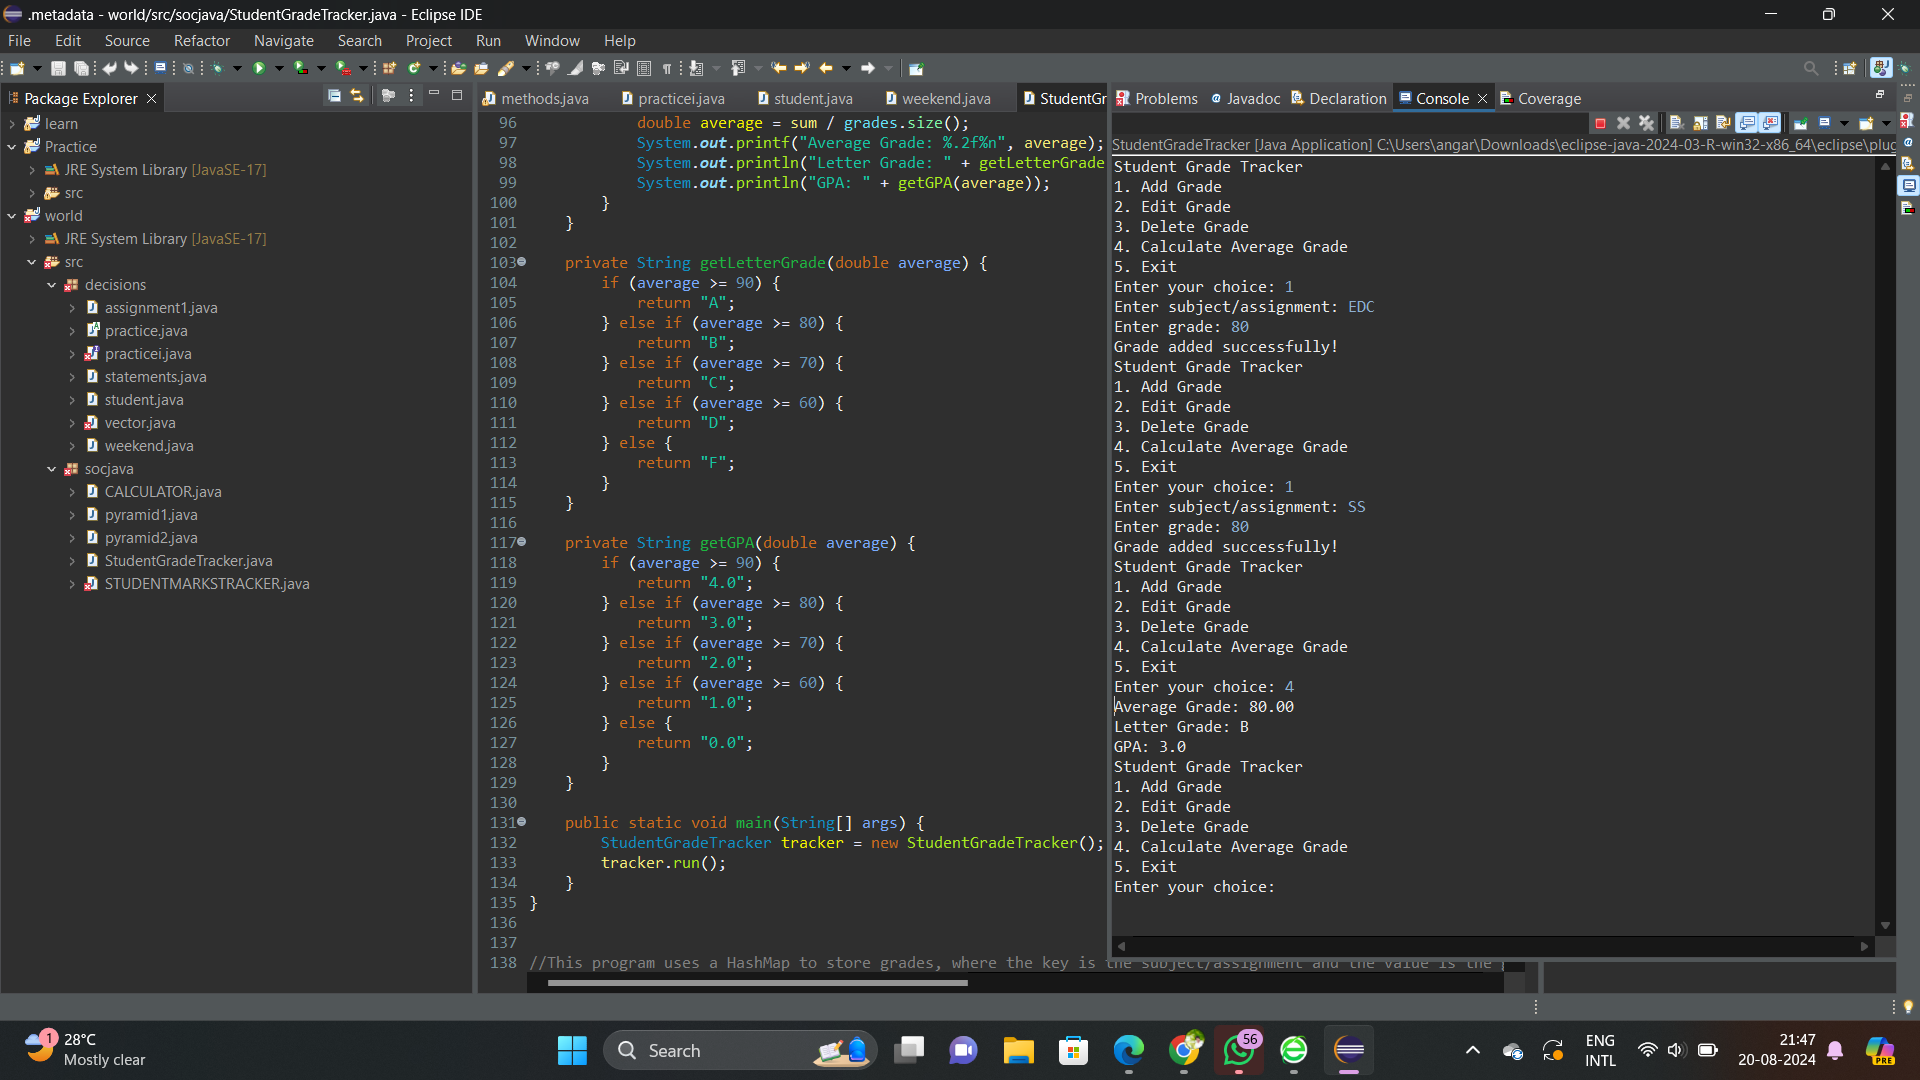 .metadata - world/src/socjava/StudentGradeTracker.java - Eclipse IDE
File Edit Source Refactor Navigate Search Project Run Window Help
Package Explorer
learn
Practice
JRE System Library [JavaSE-17]
src
world
JRE System Library [JavaSE-17]
src
decisions
assignment1.java
practice.java
practicei.java
statements.java
student.java
vector.java
weekend.java
socjava
CALCULATOR.java
pyramid1.java
pyramid2.java
StudentGradeTracker.java
STUDENTMARKSTRACKER.java
methods.java practicei.java student.java weekend.java StudentGr
96 double average = sum / grades.size();
97 System.out.printf("Average Grade: %.2f%n", average);
98 System.out.println("Letter Grade: " + getLetterGrade
99 System.out.println("GPA: " + getGPA(average));
100 }
101 }
102
103 private String getLetterGrade(double average) {
104 if (average >= 90) {
105 return "A";
106 } else if (average >= 80) {
107 return "B";
108 } else if (average >= 70) {
109 return "C";
110 } else if (average >= 60) {
111 return "D";
112 } else {
113 return "F";
114 }
115 }
116
117 private String getGPA(double average) {
118 if (average >= 90) {
119 return "4.0";
120 } else if (average >= 80) {
121 return "3.0";
122 } else if (average >= 70) {
123 return "2.0";
124 } else if (average >= 60) {
125 return "1.0";
126 } else {
127 return "0.0";
128 }
129 }
130
131 public static void main(String[] args) {
132 StudentGradeTracker tracker = new StudentGradeTracker();
133 tracker.run();
134 }
135 }
136
137
138 //This program uses a HashMap to store grades, where the key is the subject/assignment and the value is the
Problems Javadoc Declaration Console Coverage
StudentGradeTracker [Java Application] C:\Users\angar\Downloads\eclipse-java-2024-03-R-win32-x86_64\eclipse\plug
Student Grade Tracker
1. Add Grade
2. Edit Grade
3. Delete Grade
4. Calculate Average Grade
5. Exit
Enter your choice: 1
Enter subject/assignment: EDC
Enter grade: 80
Grade added successfully!
Student Grade Tracker
1. Add Grade
2. Edit Grade
3. Delete Grade
4. Calculate Average Grade
5. Exit
Enter your choice: 1
Enter subject/assignment: SS
Enter grade: 80
Grade added successfully!
Student Grade Tracker
1. Add Grade
2. Edit Grade
3. Delete Grade
4. Calculate Average Grade
5. Exit
Enter your choice: 4
Average Grade: 80.00
Letter Grade: B
GPA: 3.0
Student Grade Tracker
1. Add Grade
2. Edit Grade
3. Delete Grade
4. Calculate Average Grade
5. Exit
Enter your choice:
1
28°C
Mostly clear
Search
56
ENG
INTL
21:47
20-08-2024
PRE